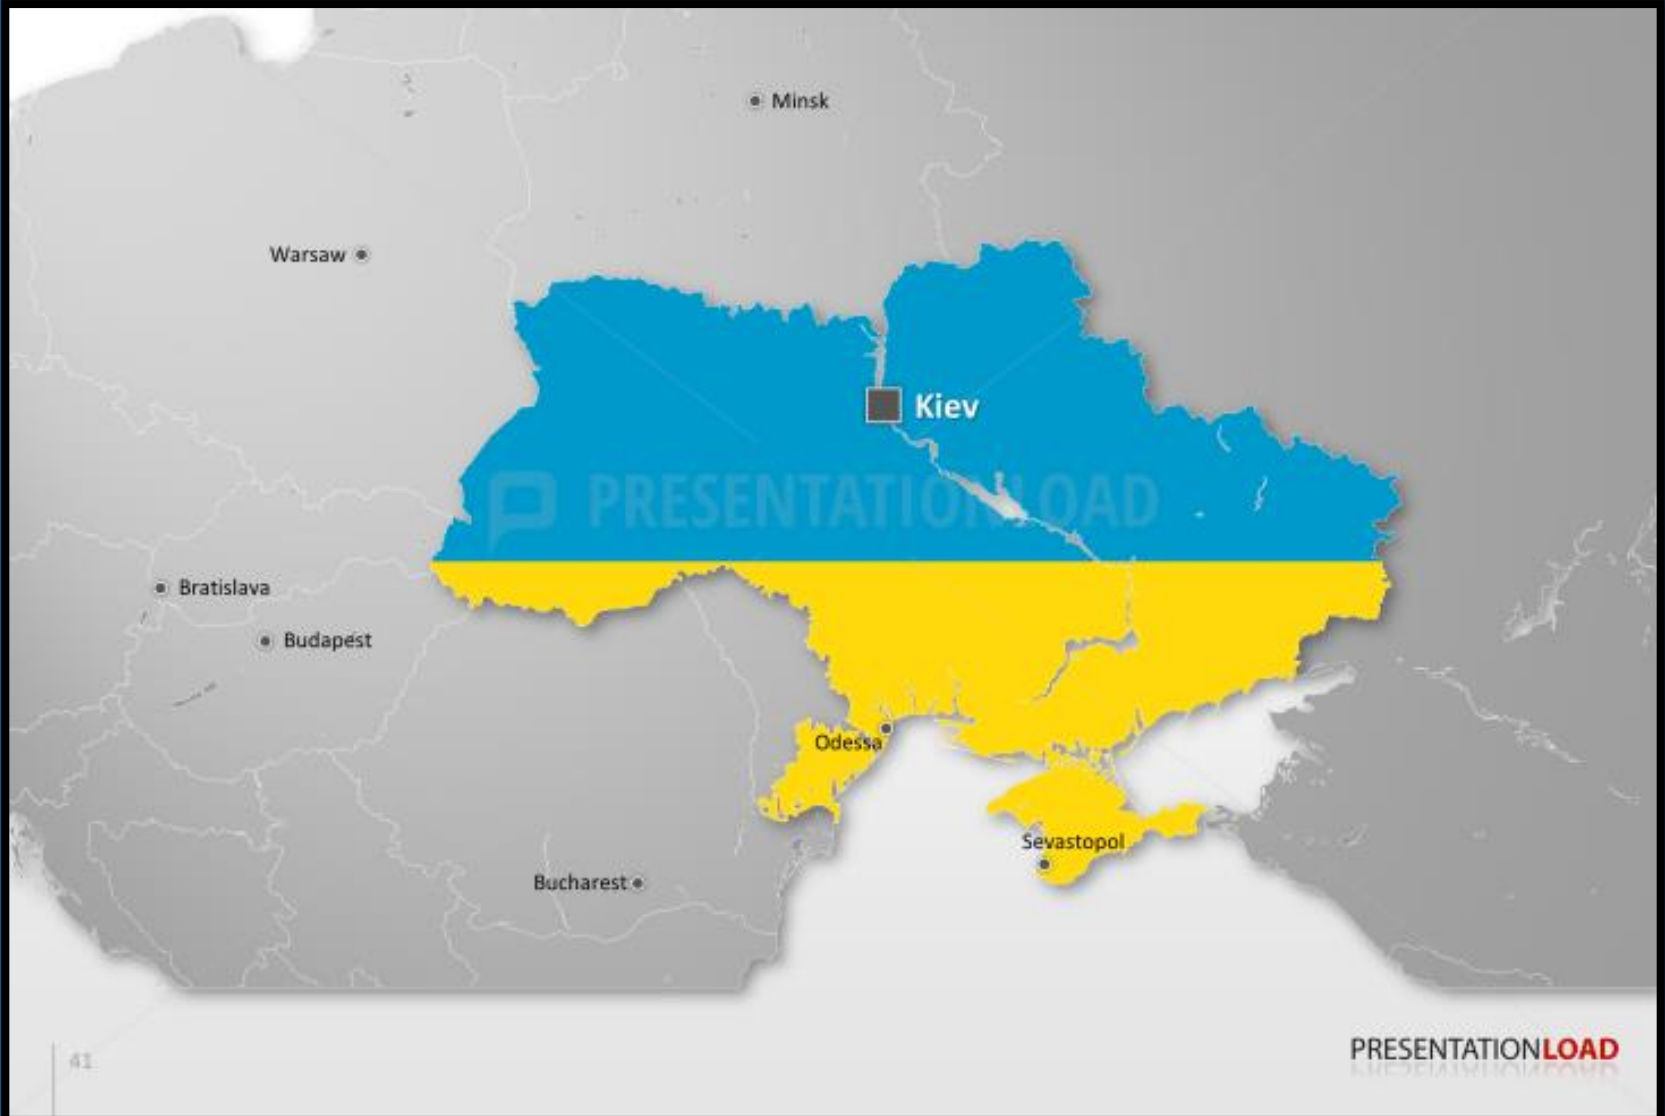 Minsk
Warsaw
Kiev
PRESENTATIONLOAD
Bratislava
Budapest
Odessa
Sevastopol
Bucharest
41
PRESENTATIONLOAD